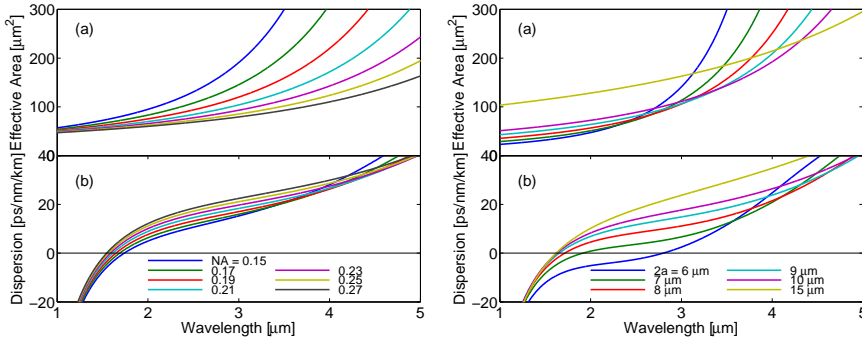 Effective Area [µm²]
300
200
100
(a)
40
Dispersion [ps/nm/km]
40
20
0
−20
(b)
NA = 0.15
0.17
0.19
0.21
0.23
0.25
0.27
1 2 3 4 5
Wavelength [µm]
Effective Area [µm²]
300
200
100
(a)
40
Dispersion [ps/nm/km]
40
20
0
−20
(b)
2a = 6 µm
7 µm
8 µm
9 µm
10 µm
15 µm
1 2 3 4 5
Wavelength [µm]